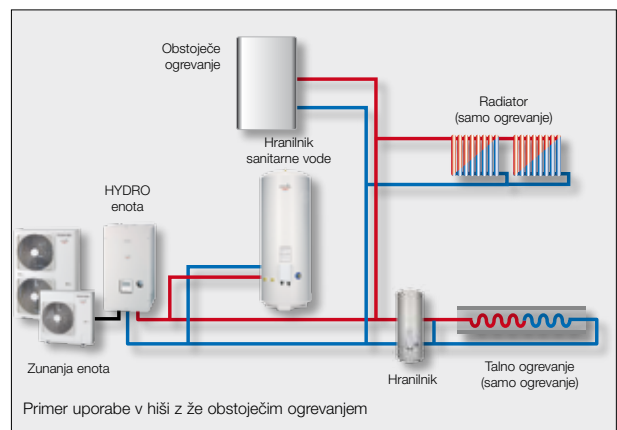 Obstoječe
ogrevanje
Radiator
(samo ogrevanje)
Hranilnik
sanitarne vode
HYDRO
enota
Zunanja enota
Hranilnik
Talno ogrevanje
(samo ogrevanje)
Primer uporabe v hiši z že obstoječim ogrevanjem